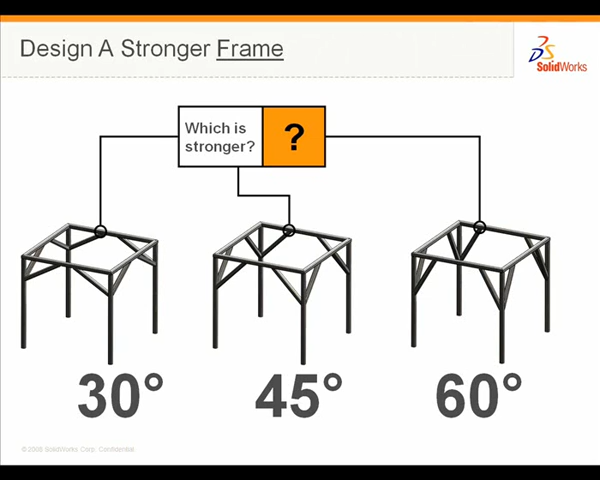 Design A Stronger Frame
SolidWorks
Which is
stronger?
?
30°
45°
60°
© 2008 SolidWorks Corp. Confidential.